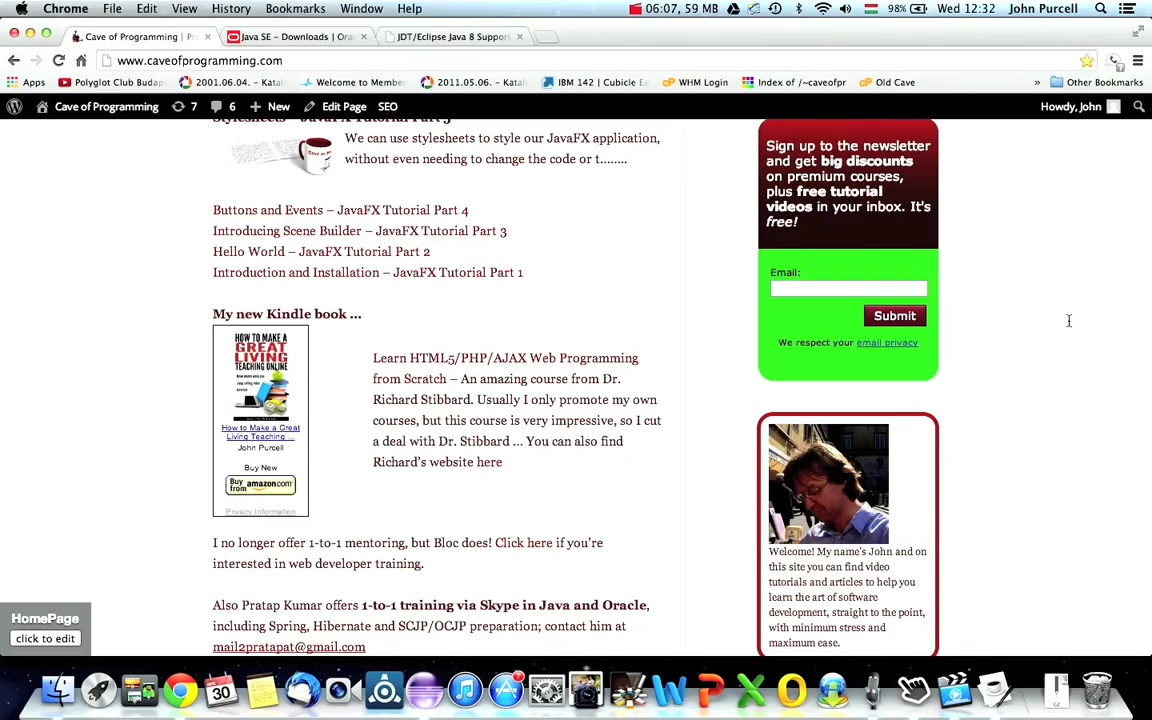 Chrome File Edit View History Bookmarks Window Help 06:07, 59 MB 98% Wed 12:32 John Purcell
Cave of Programming | Pr Java SE - Downloads | Ora JDT/Eclipse Java 8 Support
www.caveofprogramming.com
Apps Polyglot Club Budap 2001.06.04. - Katali Welcome to Member 2011.05.06. - Katali IBM 142 | Cubicle Es WHM Login Index of /~caveofpr Old Cave » Other Bookmarks
Cave of Programming 7 6 + New Edit Page SEO Howdy, John
Stylesheets – JavaFX Tutorial Part 5
We can use stylesheets to style our JavaFX application,
without even needing to change the code or t........
Buttons and Events – JavaFX Tutorial Part 4
Introducing Scene Builder – JavaFX Tutorial Part 3
Hello World – JavaFX Tutorial Part 2
Introduction and Installation – JavaFX Tutorial Part 1
My new Kindle book ...
HOW TO MAKE A
GREAT
LIVING
TEACHING ONLINE
How to Make a Great
Living Teaching ...
John Purcell
Buy New
Buy from amazon.com
Privacy Information
Learn HTML5/PHP/AJAX Web Programming
from Scratch – An amazing course from Dr.
Richard Stibbard. Usually I only promote my own
courses, but this course is very impressive, so I cut
a deal with Dr. Stibbard ... You can also find
Richard's website here
I no longer offer 1-to-1 mentoring, but Bloc does! Click here if you're
interested in web developer training.
Also Pratap Kumar offers 1-to-1 training via Skype in Java and Oracle,
including Spring, Hibernate and SCJP/OCJP preparation; contact him at
mail2pratapat@gmail.com
Sign up to the newsletter
and get big discounts
on premium courses,
plus free tutorial
videos in your inbox. It's
free!
Email:
Submit
We respect your email privacy
Welcome! My name's John and on
this site you can find video
tutorials and articles to help you
learn the art of software
development, straight to the point,
with minimum stress and
maximum ease.
HomePage
click to edit